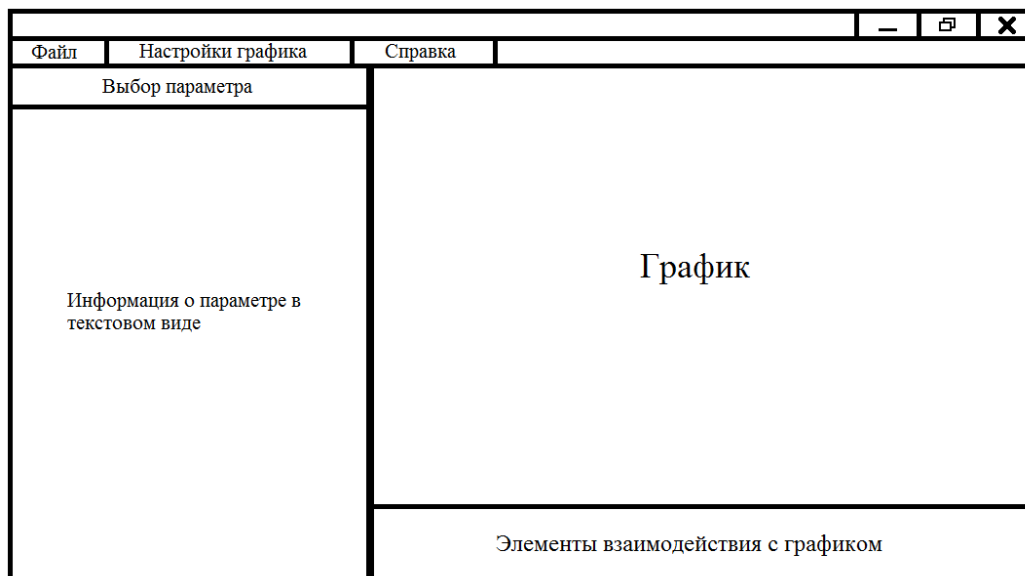 Файл Настройки графика Справка
Выбор параметра
Информация о параметре в
текстовом виде
График
Элементы взаимодействия с графиком